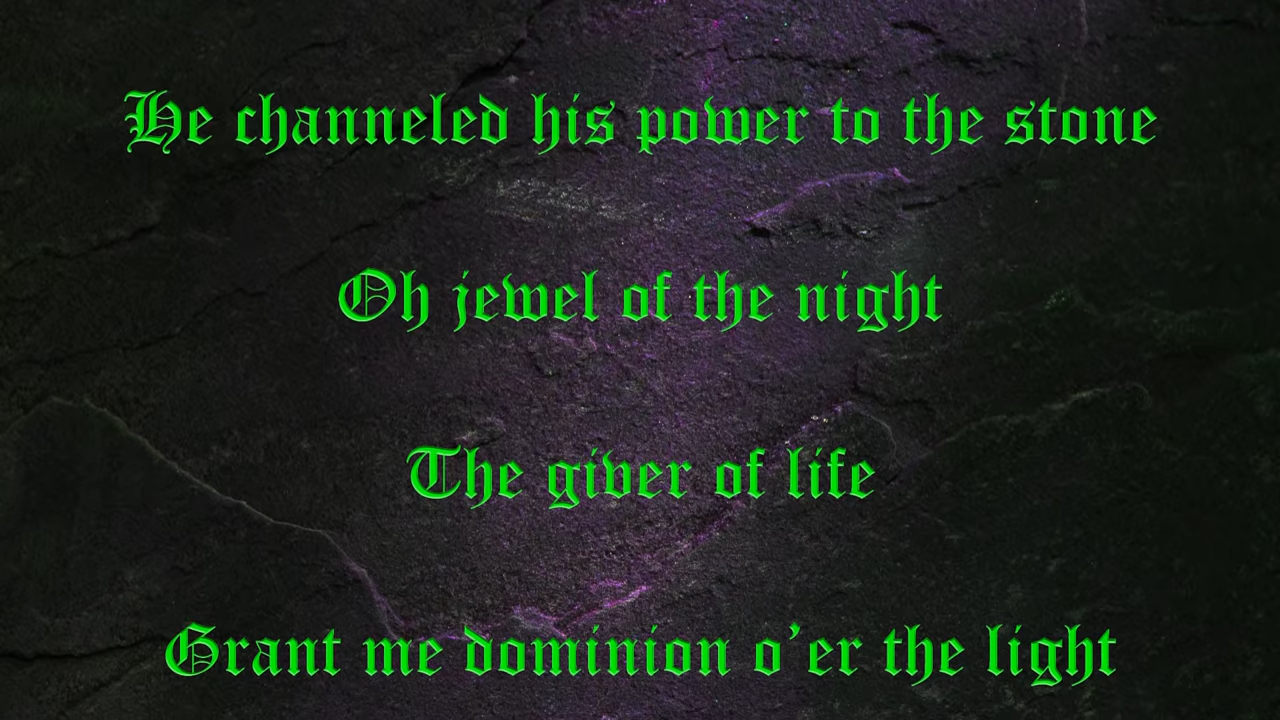 He channeled his power to the stone
Oh jewel of the night
The giver of life
Grant me dominion o’er the light